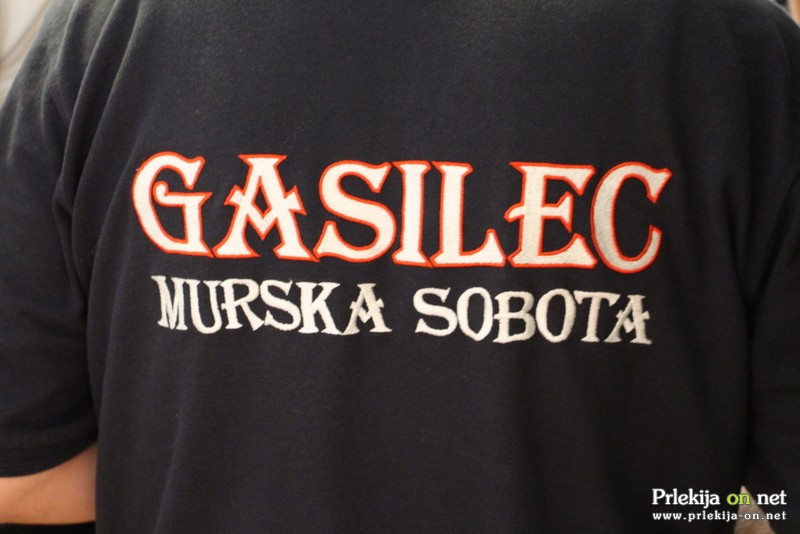 GASILEC
MURSKA SOBOTA
Prlekija on net
www.prlekija-on.net